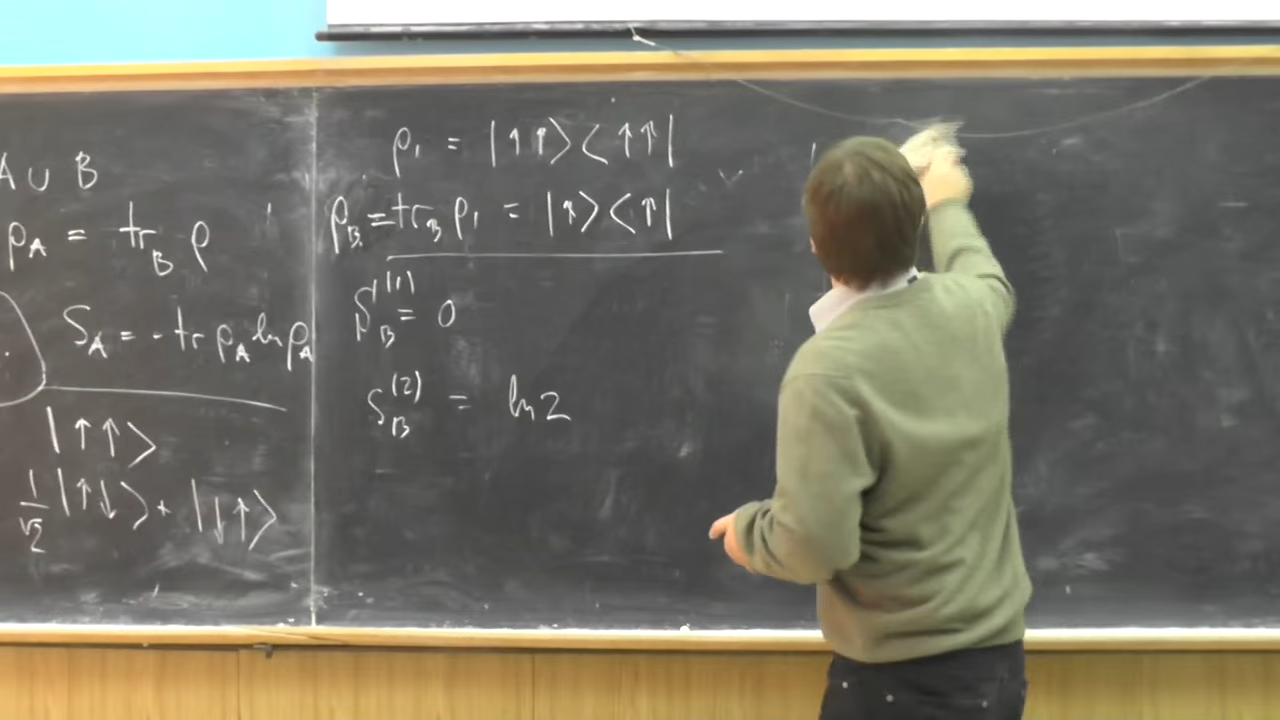 A ∪ B
ρ_A = tr_B ρ
S_A = - tr ρ_A ln ρ_A
|↑↑⟩
1/√2 |↑↓⟩ + |↓↑⟩
ρ_1 = |↑↑⟩⟨↑↑|
ρ_B = tr_B ρ_1 = |↑⟩⟨↑|
S_B^(1) = 0
S_B^(2) = ln 2